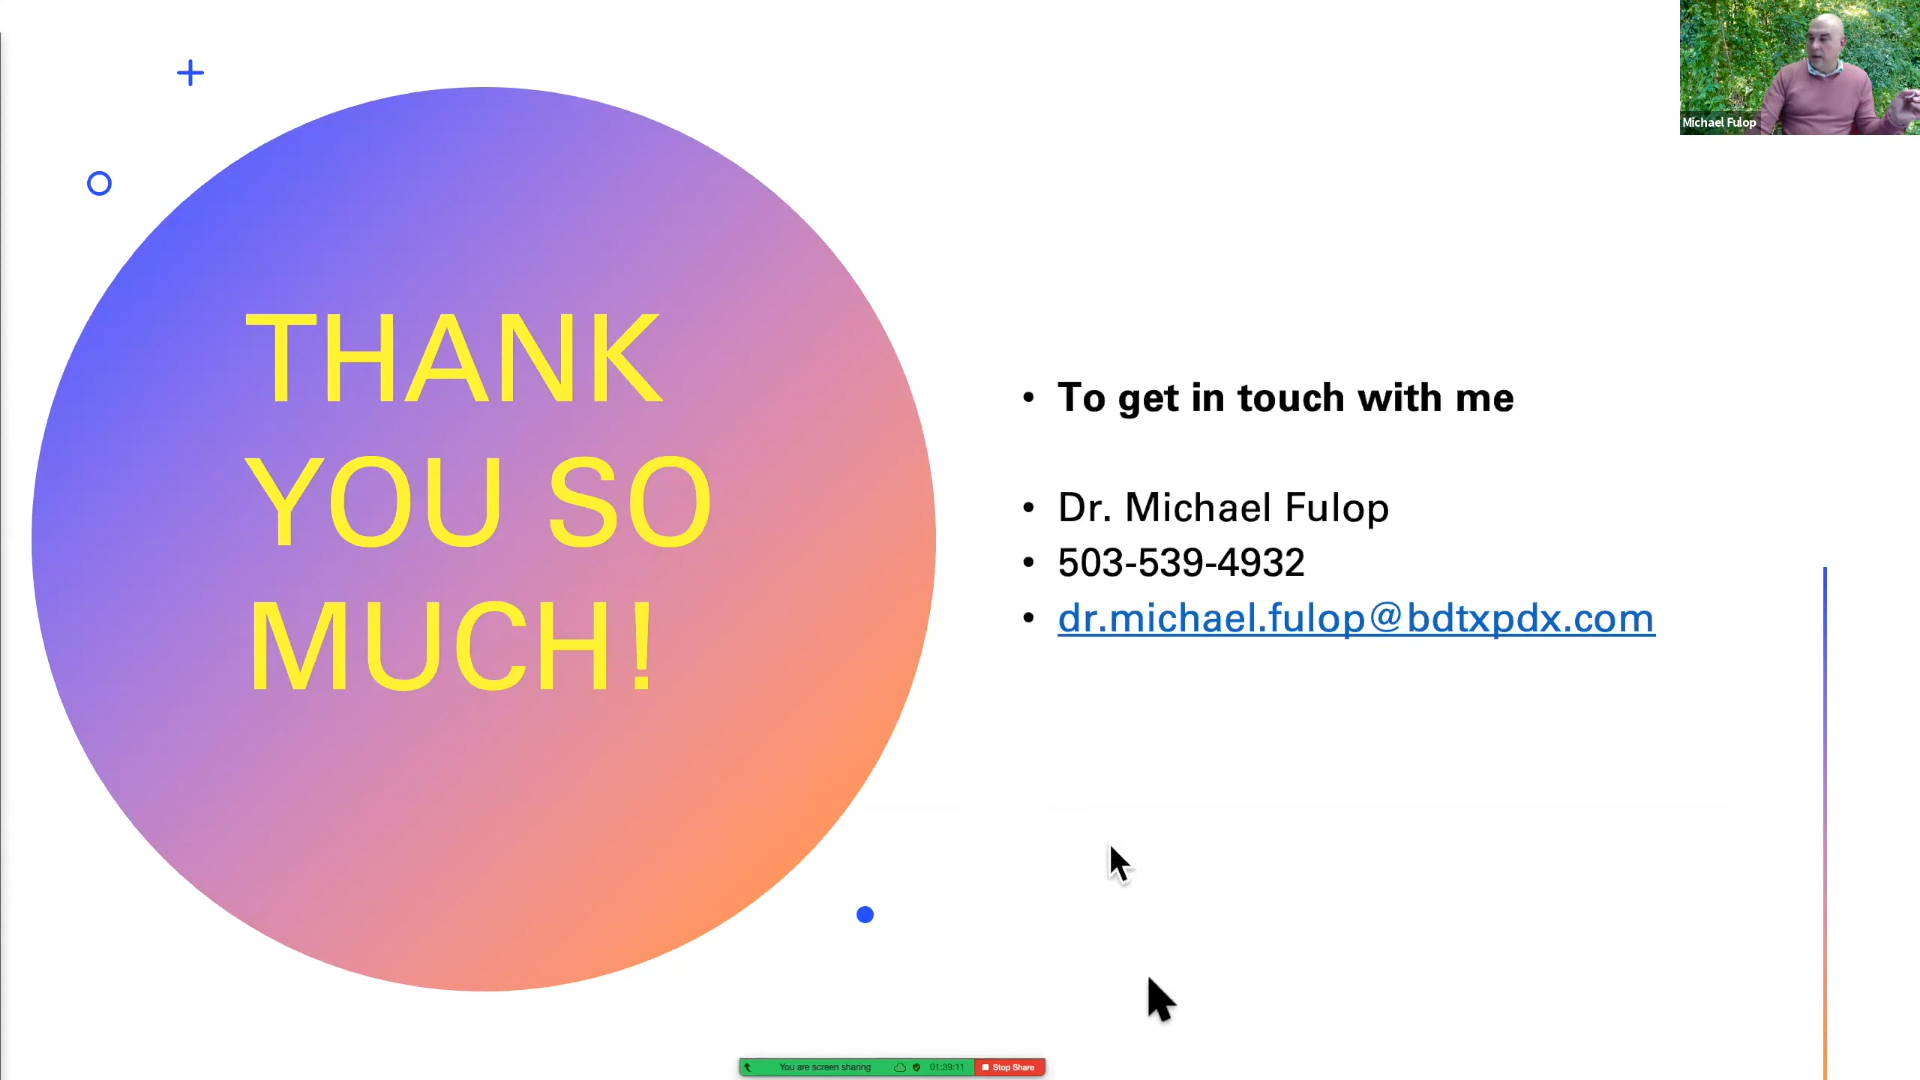 Michael Fulop
THANK
YOU SO
MUCH!
• To get in touch with me
• Dr. Michael Fulop
• 503-539-4932
• dr.michael.fulop@bdtxpdx.com
You are screen sharing 01:39:11 Stop Share